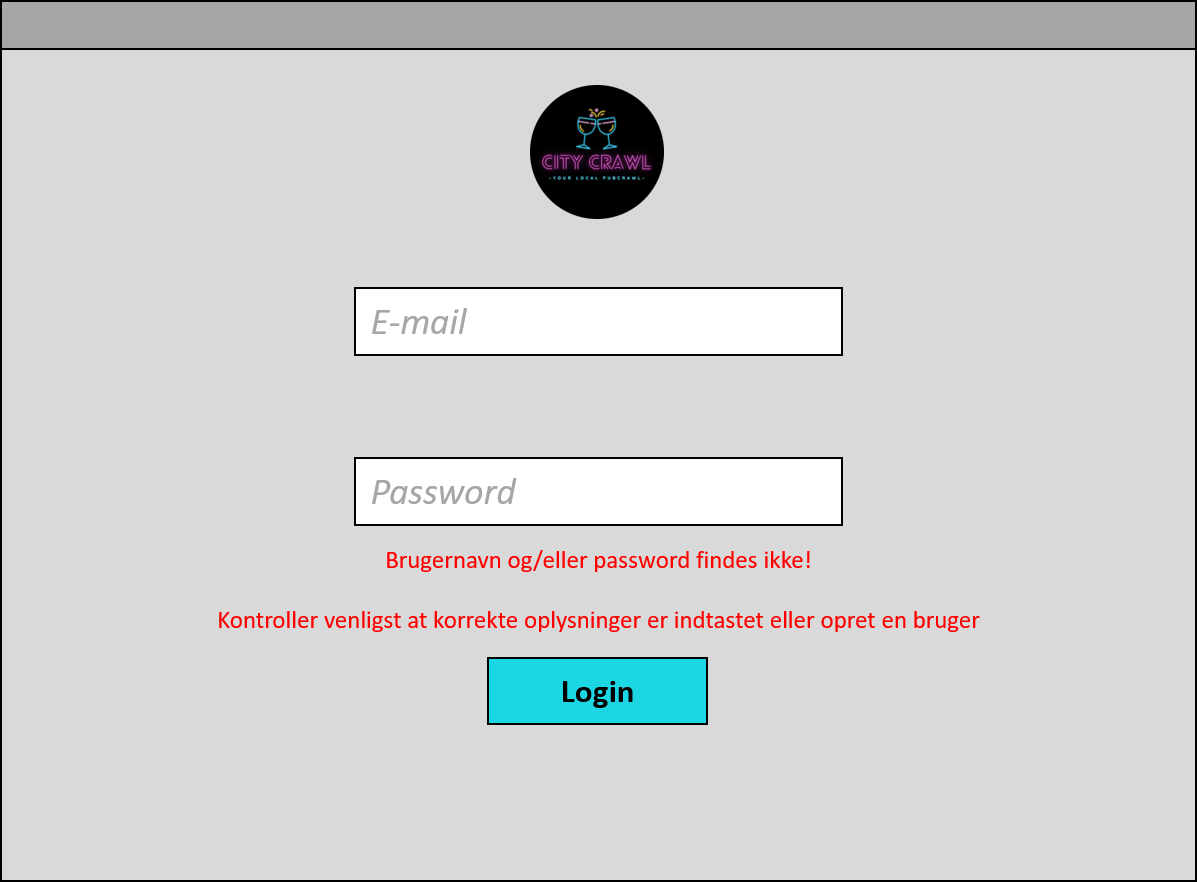 CITY CRAWL
-YOUR LOCAL PUBCRAWL-
E-mail
Password
Brugernavn og/eller password findes ikke!
Kontroller venligst at korrekte oplysninger er indtastet eller opret en bruger
Login